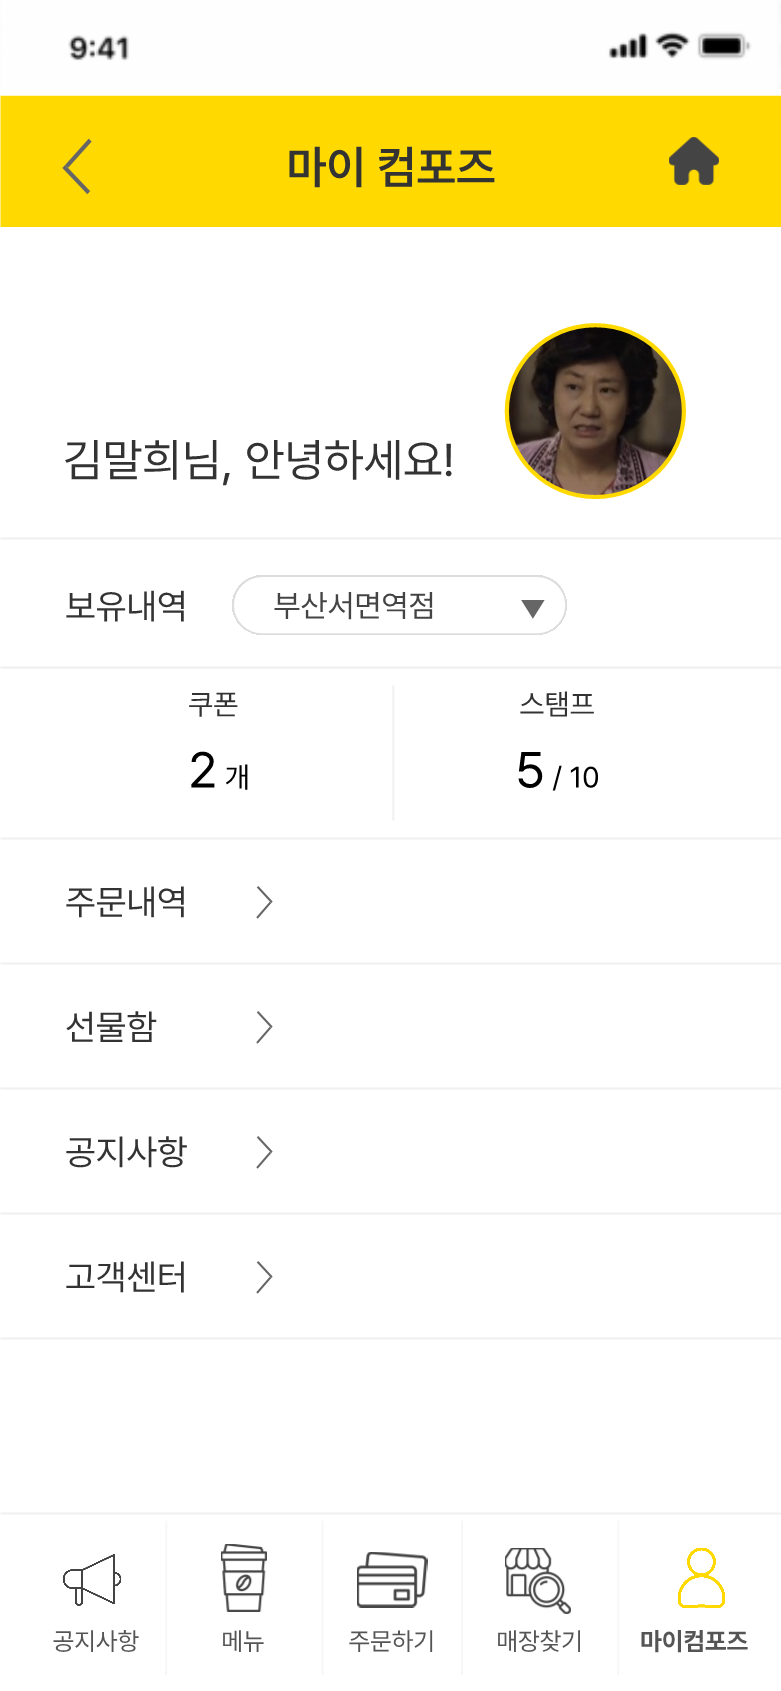 9:41
마이 컴포즈
김말희님, 안녕하세요!
보유내역 부산서면역점
쿠폰 스탬프
2 개 5 / 10
주문내역
선물함
공지사항
고객센터
공지사항 메뉴 주문하기 매장찾기 마이컴포즈